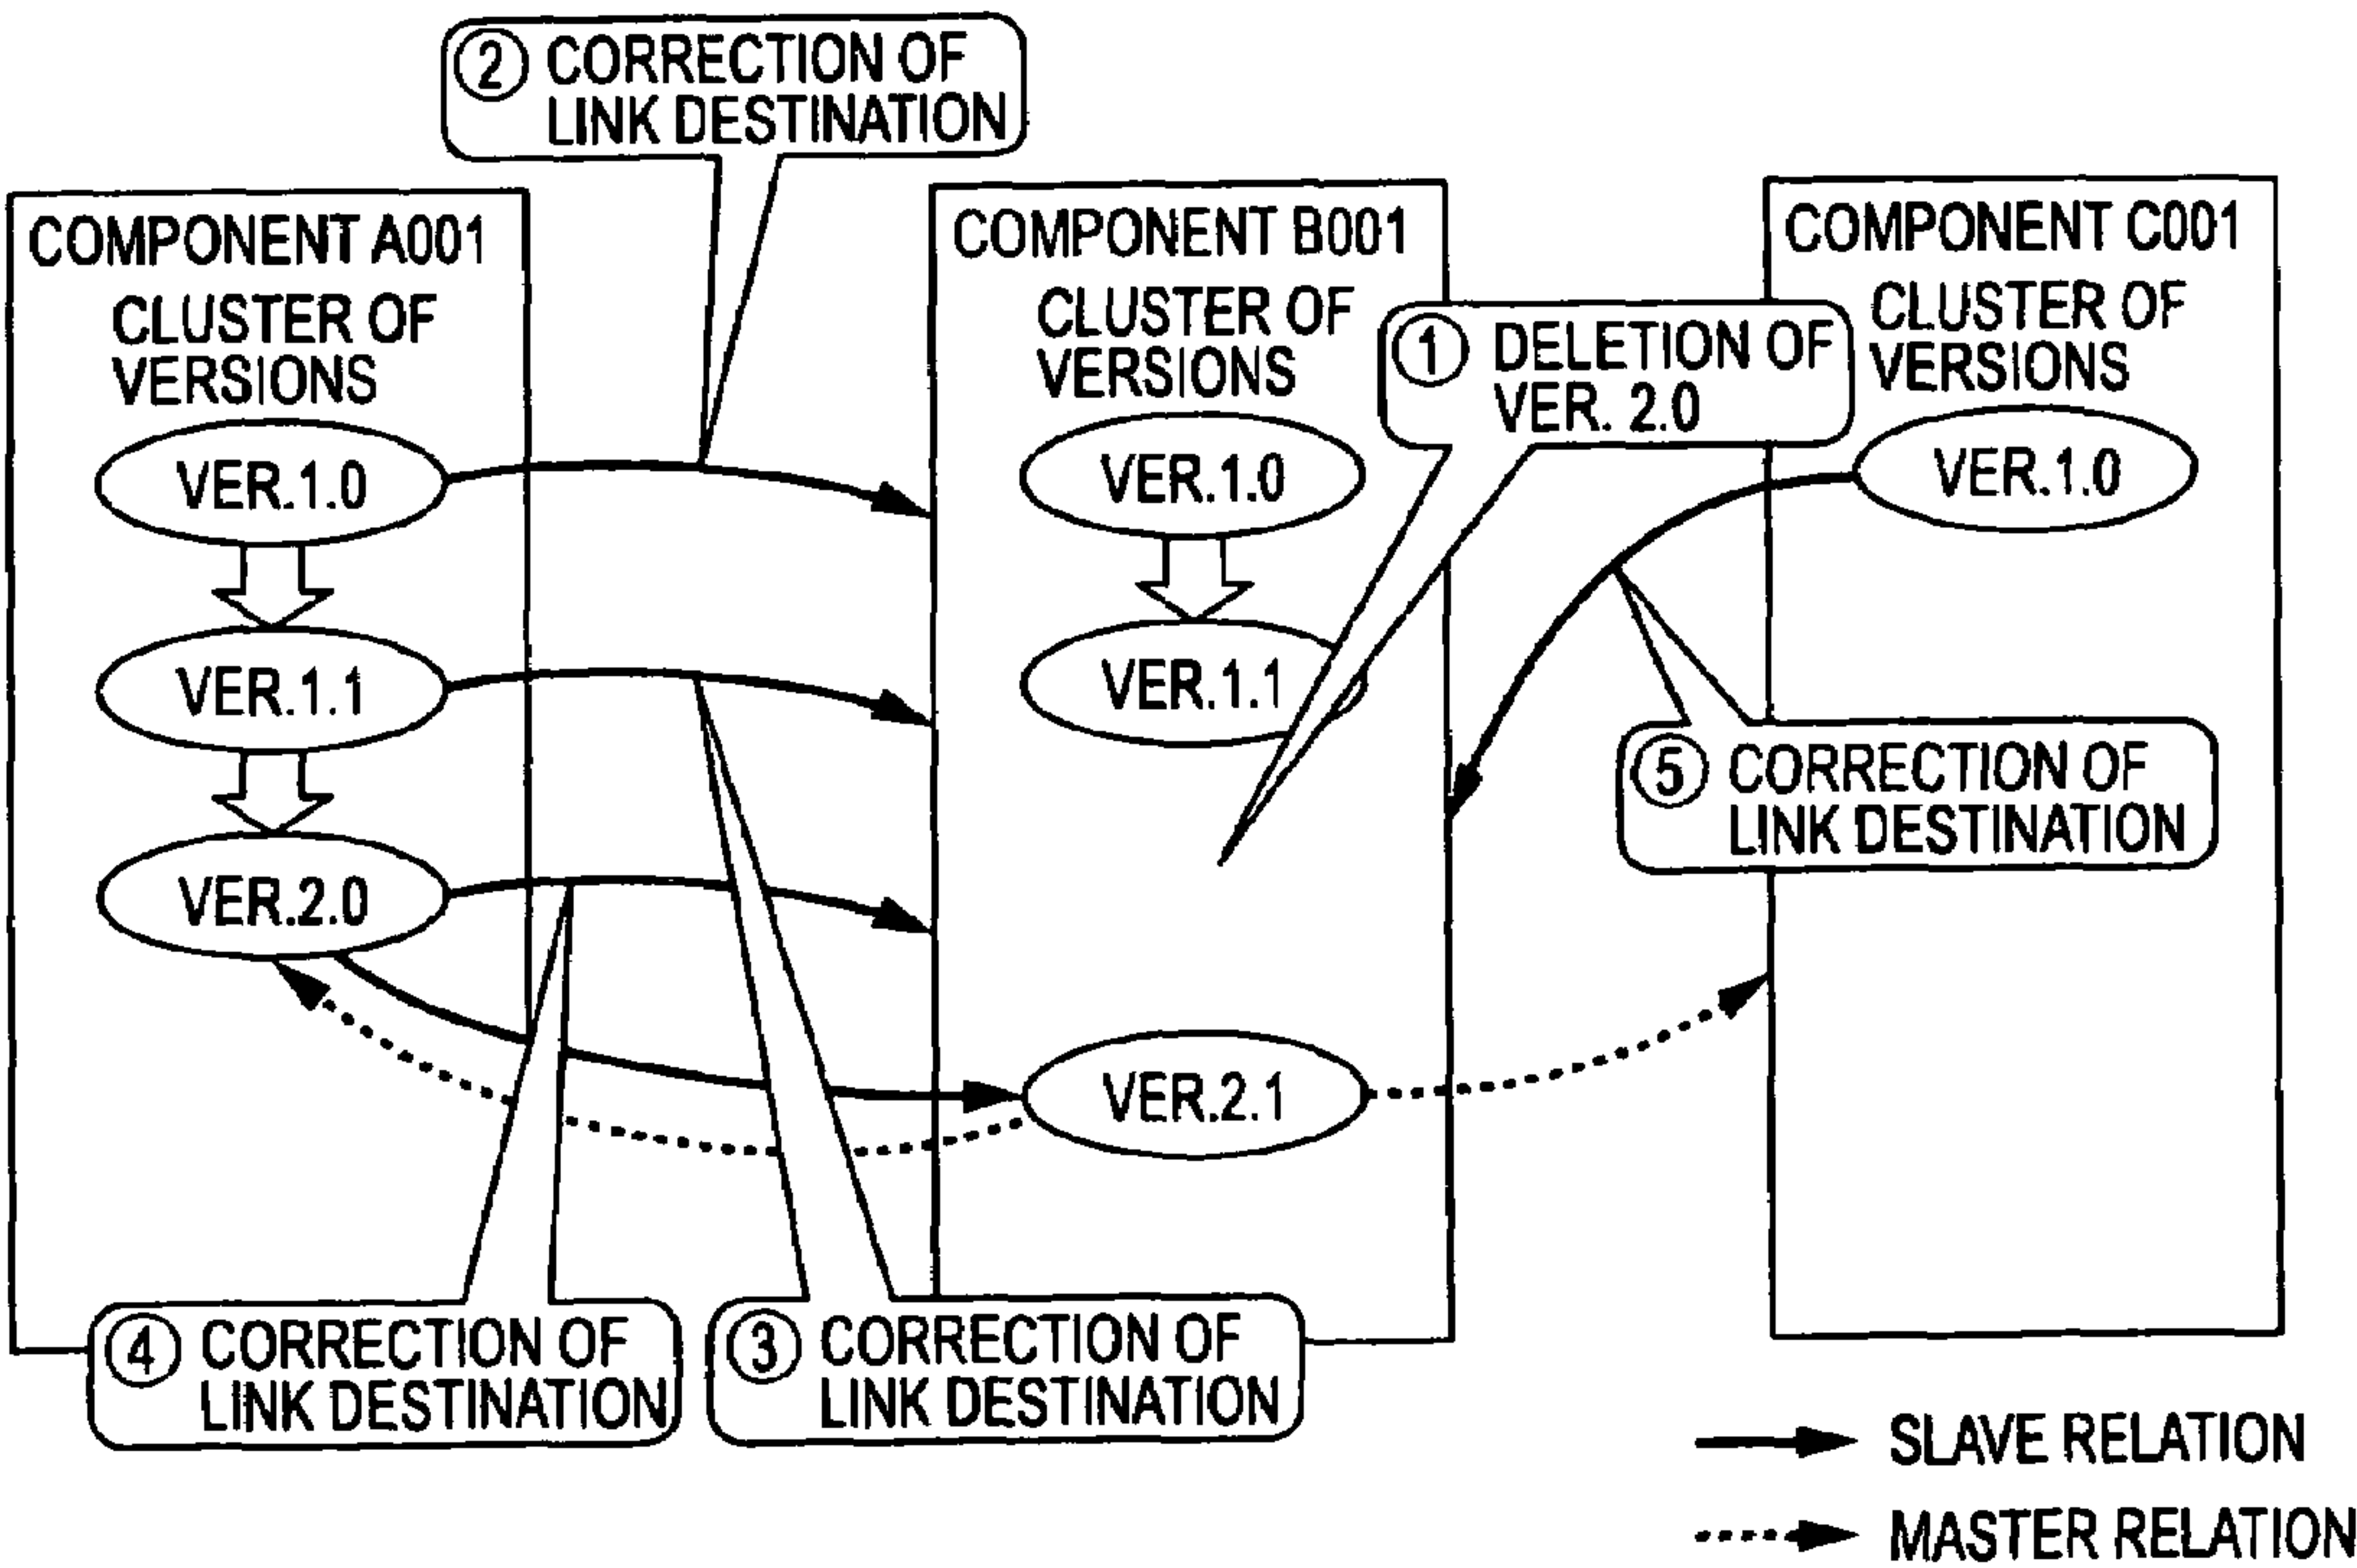 ② CORRECTION OF
LINK DESTINATION
COMPONENT A001
CLUSTER OF
VERSIONS
VER.1.0
VER.1.1
VER.2.0
COMPONENT B001
CLUSTER OF
VERSIONS
VER.1.0
VER.1.1
VER.2.1
① DELETION OF
VER. 2.0
COMPONENT C001
CLUSTER OF
VERSIONS
VER.1.0
⑤ CORRECTION OF
LINK DESTINATION
④ CORRECTION OF
LINK DESTINATION
③ CORRECTION OF
LINK DESTINATION
SLAVE RELATION
MASTER RELATION